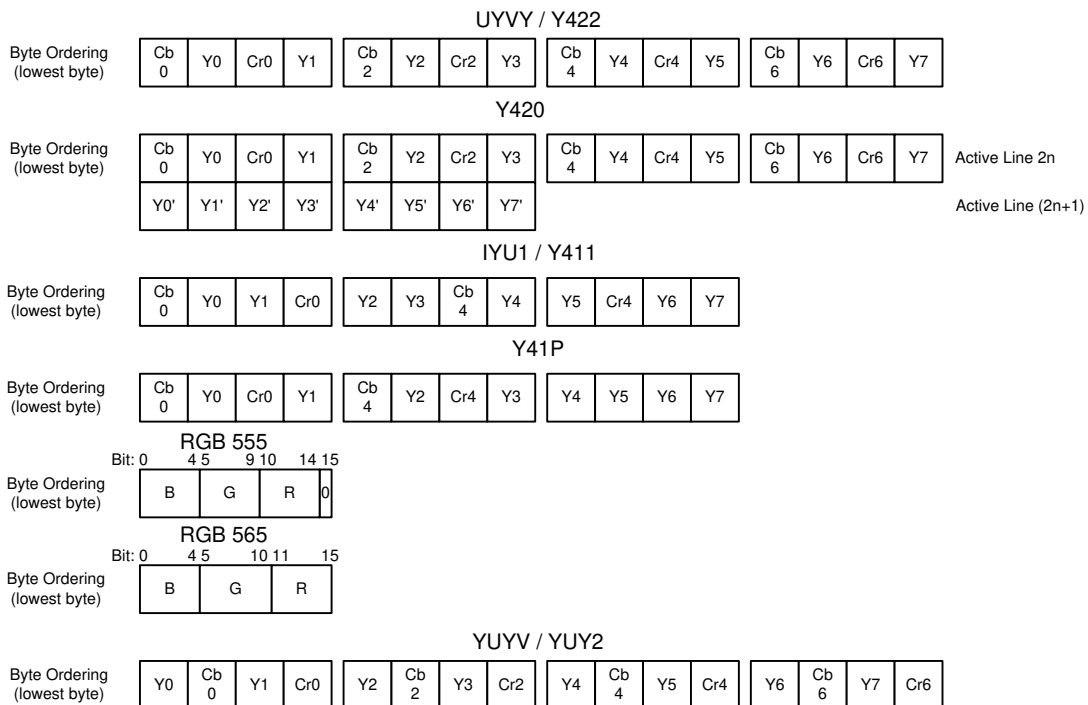 UYVY / Y422
Byte Ordering (lowest byte) Cb 0 Y0 Cr0 Y1 Cb 2 Y2 Cr2 Y3 Cb 4 Y4 Cr4 Y5 Cb 6 Y6 Cr6 Y7
Y420
Byte Ordering (lowest byte) Cb 0 Y0 Cr0 Y1 Cb 2 Y2 Cr2 Y3 Cb 4 Y4 Cr4 Y5 Cb 6 Y6 Cr6 Y7 Active Line 2n
Y0' Y1' Y2' Y3' Y4' Y5' Y6' Y7' Active Line (2n+1)
IYU1 / Y411
Byte Ordering (lowest byte) Cb 0 Y0 Y1 Cr0 Y2 Y3 Cb 4 Y4 Y5 Cr4 Y6 Y7
Y41P
Byte Ordering (lowest byte) Cb 0 Y0 Cr0 Y1 Cb 4 Y2 Cr4 Y3 Y4 Y5 Y6 Y7
RGB 555
Bit: 0 4 5 9 10 14 15
Byte Ordering (lowest byte) B G R 0
RGB 565
Bit: 0 4 5 10 11 15
Byte Ordering (lowest byte) B G R
YUYV / YUY2
Byte Ordering (lowest byte) Y0 Cb 0 Y1 Cr0 Y2 Cb 2 Y3 Cr2 Y4 Cb 4 Y5 Cr4 Y6 Cb 6 Y7 Cr6